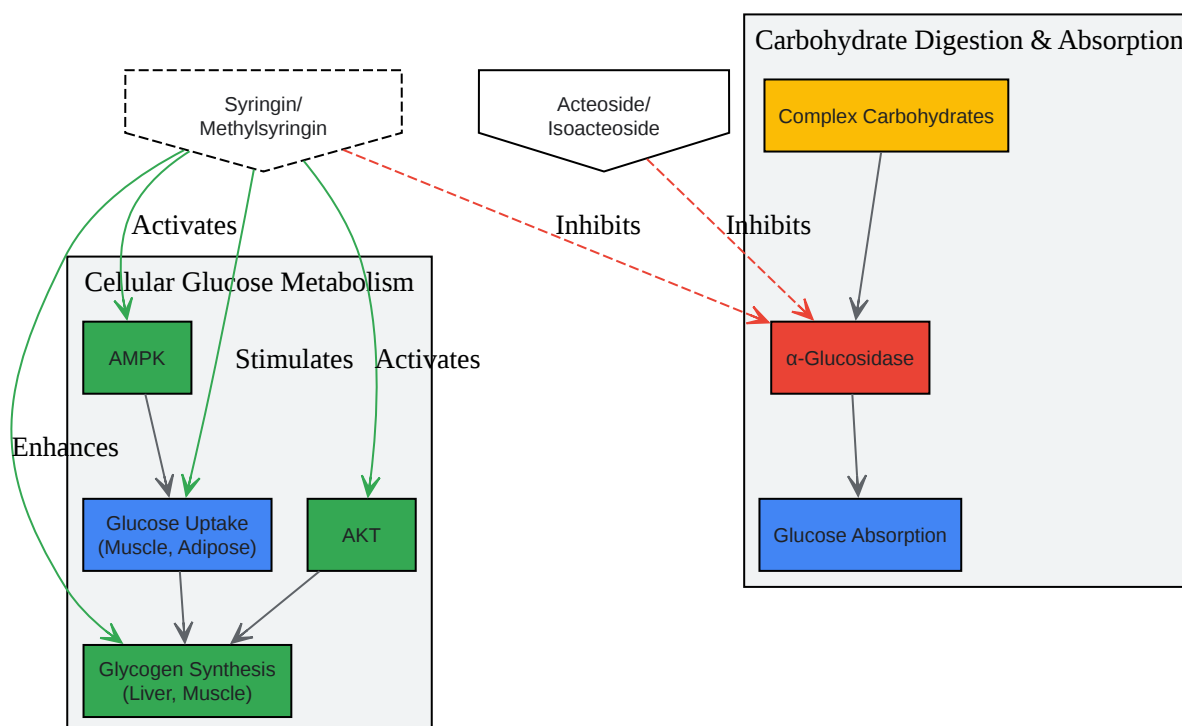 Carbohydrate Digestion & Absorption
Syringin/
Methylsyringin
Acteoside/
Isoacteoside
Complex Carbohydrates
Activates
Inhibits
Inhibits
Cellular Glucose Metabolism
AMPK
Stimulates
Activates
α-Glucosidase
Enhances
Glucose Uptake
(Muscle, Adipose)
AKT
Glucose Absorption
Glycogen Synthesis
(Liver, Muscle)